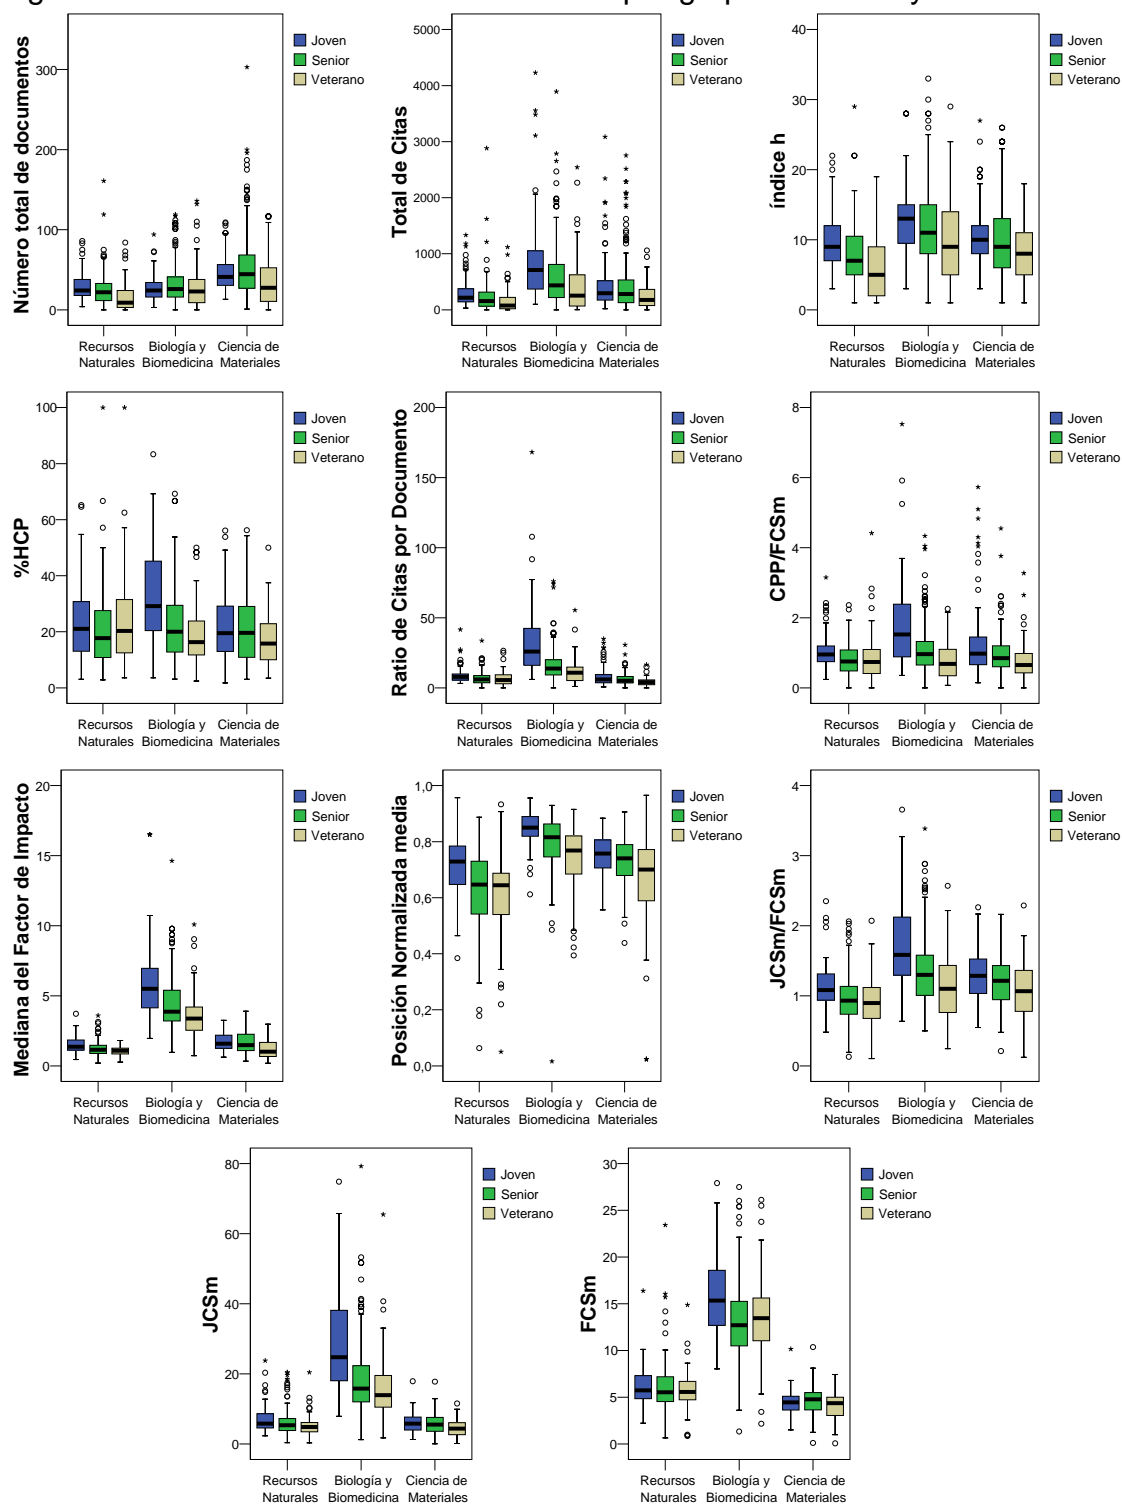 Número total de documentos
300
200
100
0
Joven
Senior
Veterano
Recursos
Naturales
Biología y
Biomedicina
Ciencia de
Materiales
Total de Citas
5000
4000
3000
2000
1000
0
Joven
Senior
Veterano
Recursos
Naturales
Biología y
Biomedicina
Ciencia de
Materiales
índice h
40
30
20
10
0
Joven
Senior
Veterano
Recursos
Naturales
Biología y
Biomedicina
Ciencia de
Materiales
%HCP
100
80
60
40
20
0
Joven
Senior
Veterano
Recursos
Naturales
Biología y
Biomedicina
Ciencia de
Materiales
Ratio de Citas por Documento
200
150
100
50
0
Joven
Senior
Veterano
Recursos
Naturales
Biología y
Biomedicina
Ciencia de
Materiales
CPP/FCSm
8
6
4
2
0
Joven
Senior
Veterano
Recursos
Naturales
Biología y
Biomedicina
Ciencia de
Materiales
Mediana del Factor de Impacto
20
15
10
5
0
Joven
Senior
Veterano
Recursos
Naturales
Biología y
Biomedicina
Ciencia de
Materiales
Posición Normalizada media
1,0
0,8
0,6
0,4
0,2
0,0
Joven
Senior
Veterano
Recursos
Naturales
Biología y
Biomedicina
Ciencia de
Materiales
JCSm/FCSm
4
3
2
1
0
Joven
Senior
Veterano
Recursos
Naturales
Biología y
Biomedicina
Ciencia de
Materiales
JCSm
80
60
40
20
0
Joven
Senior
Veterano
Recursos
Naturales
Biología y
Biomedicina
Ciencia de
Materiales
FCSm
30
25
20
15
10
5
0
Joven
Senior
Veterano
Recursos
Naturales
Biología y
Biomedicina
Ciencia de
Materiales